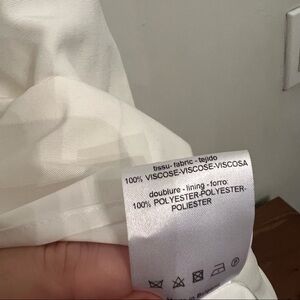 tissu-fabric-tejido
100% VISCOSE-VISCOSE-VISCOSA
doublure - lining - forro
100% POLYESTER-POLYESTER-
POLIESTER